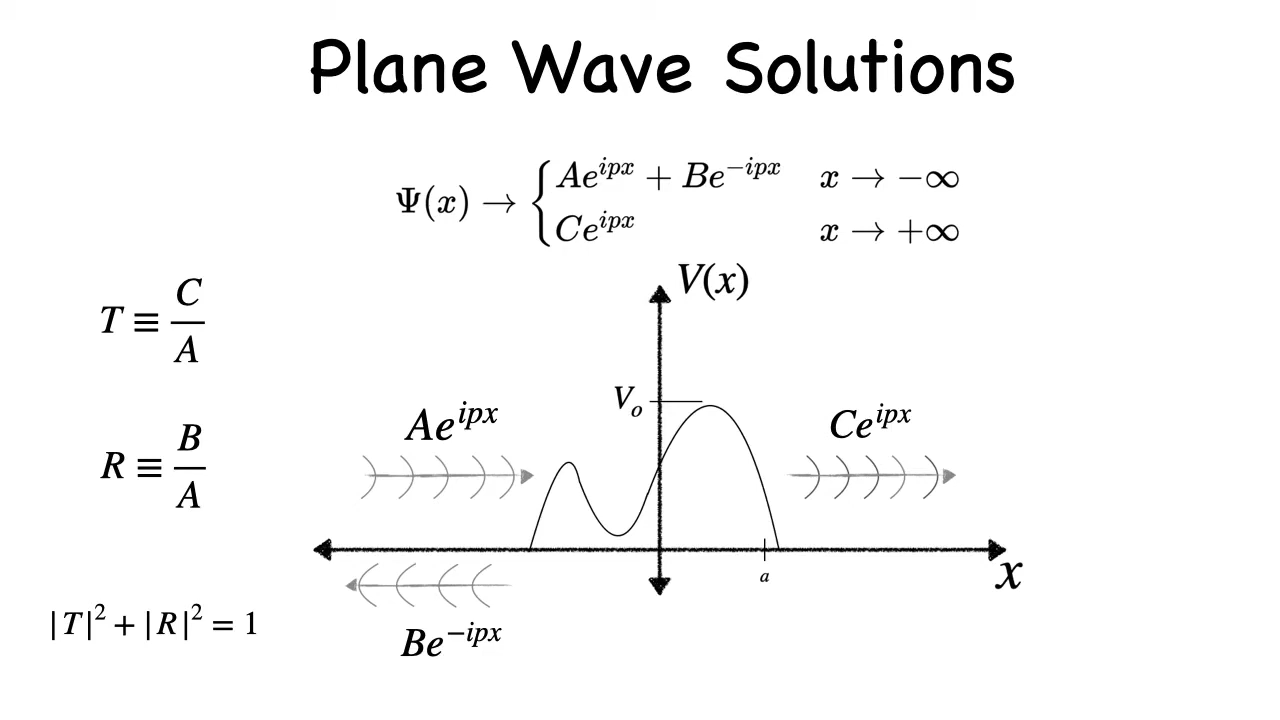 Plane Wave Solutions
Ψ(x) → { Ae^{ipx} + Be^{-ipx}   x → −∞
Ce^{ipx}   x → +∞
V(x)
T ≡ C/A
V_o
Ae^{ipx}
Ce^{ipx}
R ≡ B/A
a
x
|T|² + |R|² = 1
Be^{-ipx}